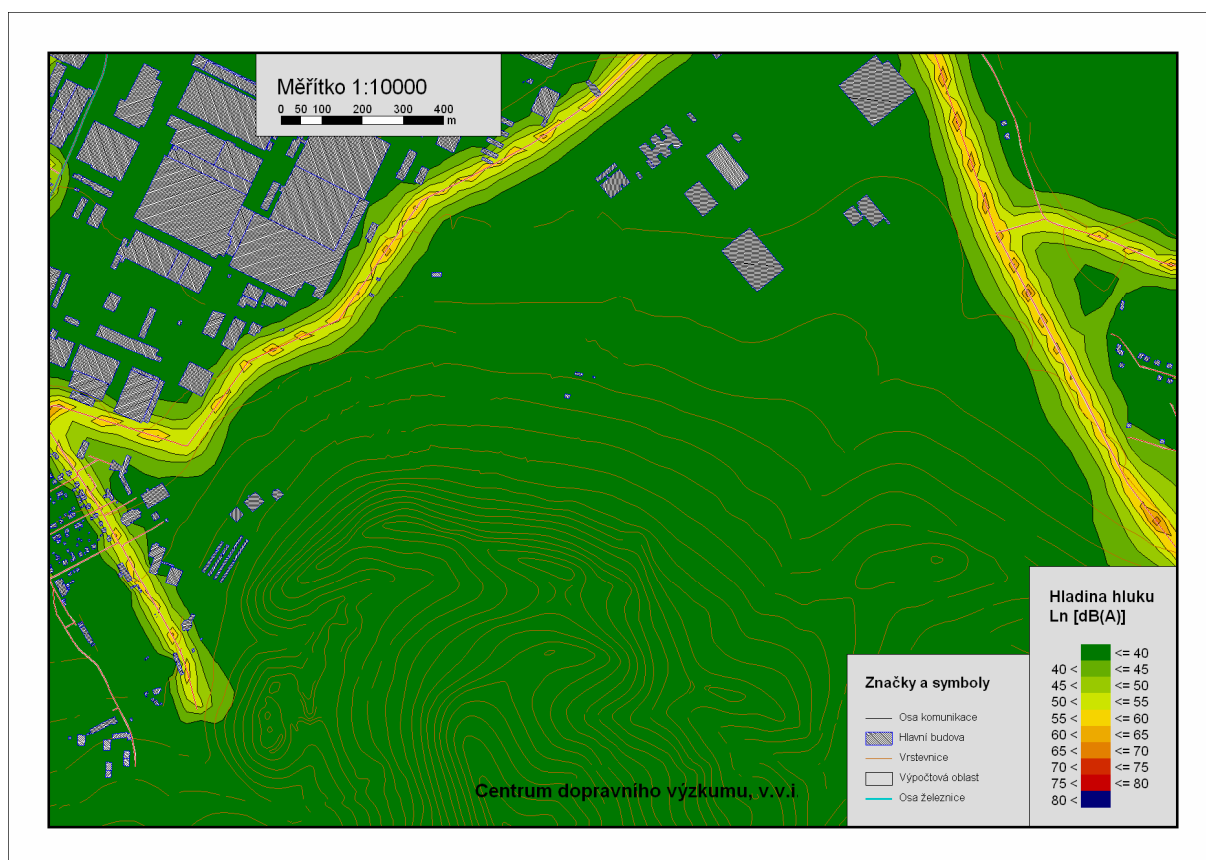 Měřítko 1:10000
0 50 100 200 300 400
m
Hladina hluku
Ln [dB(A)]
<= 40
40 < <= 45
45 < <= 50
50 < <= 55
55 < <= 60
60 < <= 65
65 < <= 70
70 < <= 75
75 < <= 80
80 <
Značky a symboly
Osa komunikace
Hlavní budova
Vrstevnice
Výpočtová oblast
Osa železnice
Centrum dopravního výzkumu, v.v.i